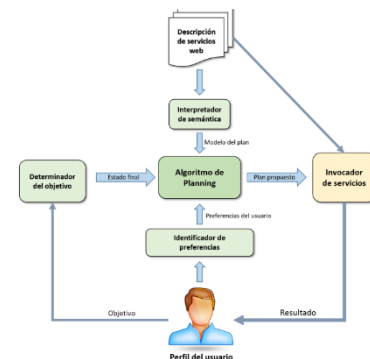 Descripción
de servicios
web
Interpretador
de semántica
Modelo del plan
Determinador
del objetivo
Estado final
Algoritmo de
Planning
Plan propuesto
Invocador
de servicios
Preferencias del usuario
Identificador de
preferencias
Objetivo
Resultado
Perfil del usuario